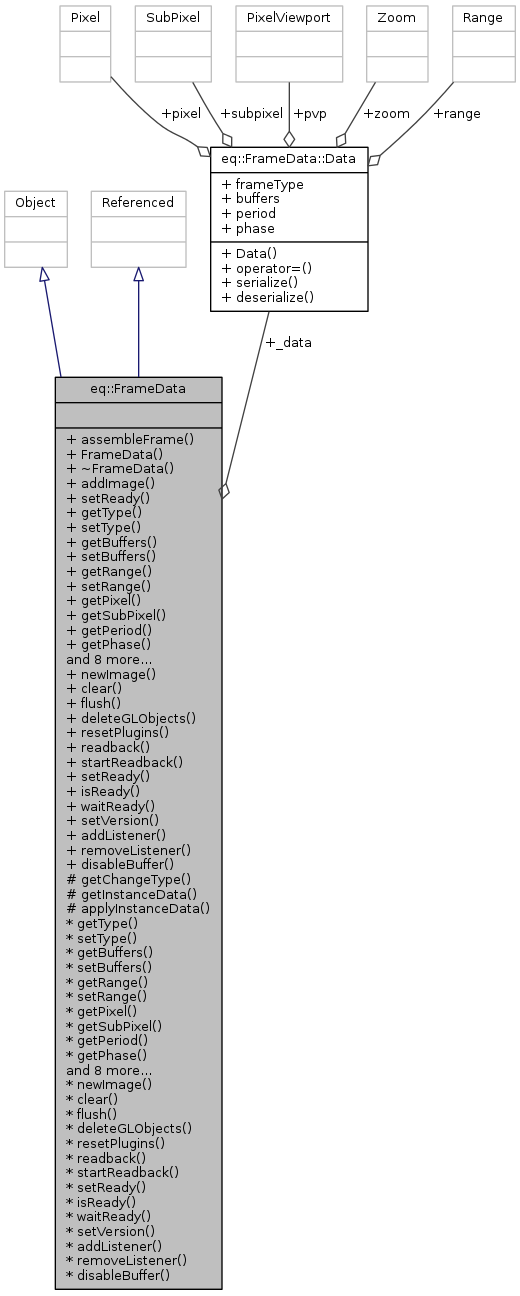 Pixel
SubPixel
PixelViewport
Zoom
Range
+pixel
+subpixel
+pvp
+zoom
+range
eq::FrameData::Data
+ frameType
+ buffers
+ period
+ phase
+ Data()
+ operator=()
+ serialize()
+ deserialize()
Object
Referenced
+_data
eq::FrameData
+ assembleFrame()
+ FrameData()
+ ~FrameData()
+ addImage()
+ setReady()
+ getType()
+ setType()
+ getBuffers()
+ setBuffers()
+ getRange()
+ setRange()
+ getPixel()
+ getSubPixel()
+ getPeriod()
+ getPhase()
and 8 more...
+ newImage()
+ clear()
+ flush()
+ deleteGLObjects()
+ resetPlugins()
+ readback()
+ startReadback()
+ setReady()
+ isReady()
+ waitReady()
+ setVersion()
+ addListener()
+ removeListener()
+ disableBuffer()
# getChangeType()
# getInstanceData()
# applyInstanceData()
* getType()
* setType()
* getBuffers()
* setBuffers()
* getRange()
* setRange()
* getPixel()
* getSubPixel()
* getPeriod()
* getPhase()
and 8 more...
* newImage()
* clear()
* flush()
* deleteGLObjects()
* resetPlugins()
* readback()
* startReadback()
* setReady()
* isReady()
* waitReady()
* setVersion()
* addListener()
* removeListener()
* disableBuffer()